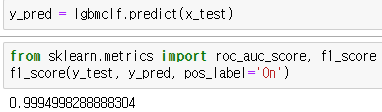 y_pred = lgbmclf.predict(x_test)
from sklearn.metrics import roc_auc_score, f1_score
f1_score(y_test, y_pred, pos_label='On')
0.9994998288888304